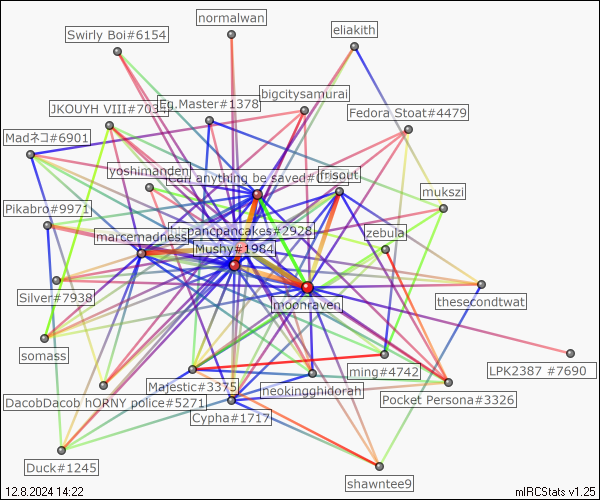 normalwan
Swirly Boi#6154
eliakith
bigcitysamurai
Eg.Master#1378
JKOUYH VIII#7034
Fedora Stoat#4479
Madネコ#6901
yoshimanden
anything be saved
frisout
mukszi
Pikabro#9971
pancpancakes#2928
zebula
marcemadness
Mushy#1984
Silver#7938
moonraven
thesecondtwat
somass
LPK2387 #7690
ming#4742
Majestic#3375
neokingghidorah
Pocket Persona#3326
DacobDacob hORNY police#5271
Cypha#1717
Duck#1245
shawntee9
12.8.2024 14:22
mIRCStats v1.25